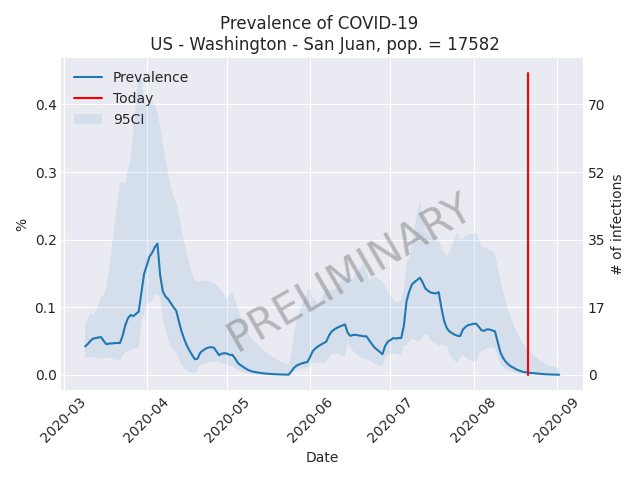 Prevalence of COVID-19
US - Washington - San Juan, pop. = 17582
Prevalence
Today
95CI
0.4
0.3
0.2
0.1
0.0
%
70
52
35
17
0
# of infections
PRELIMINARY
2020-03
2020-04
2020-05
2020-06
2020-07
2020-08
2020-09
Date